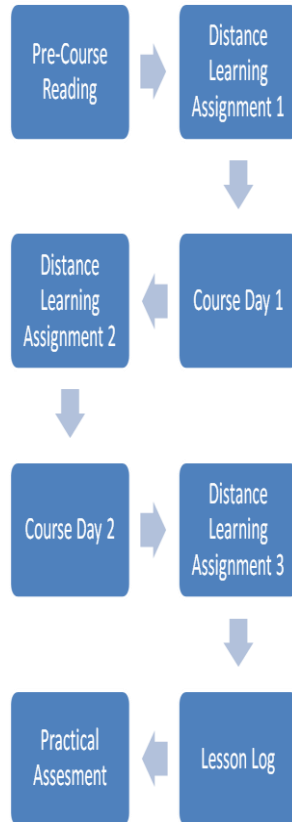 Pre-Course
Reading
Distance
Learning
Assignment 1
Course Day 1
Distance
Learning
Assignment 2
Course Day 2
Distance
Learning
Assignment 3
Lesson Log
Practical
Assesment